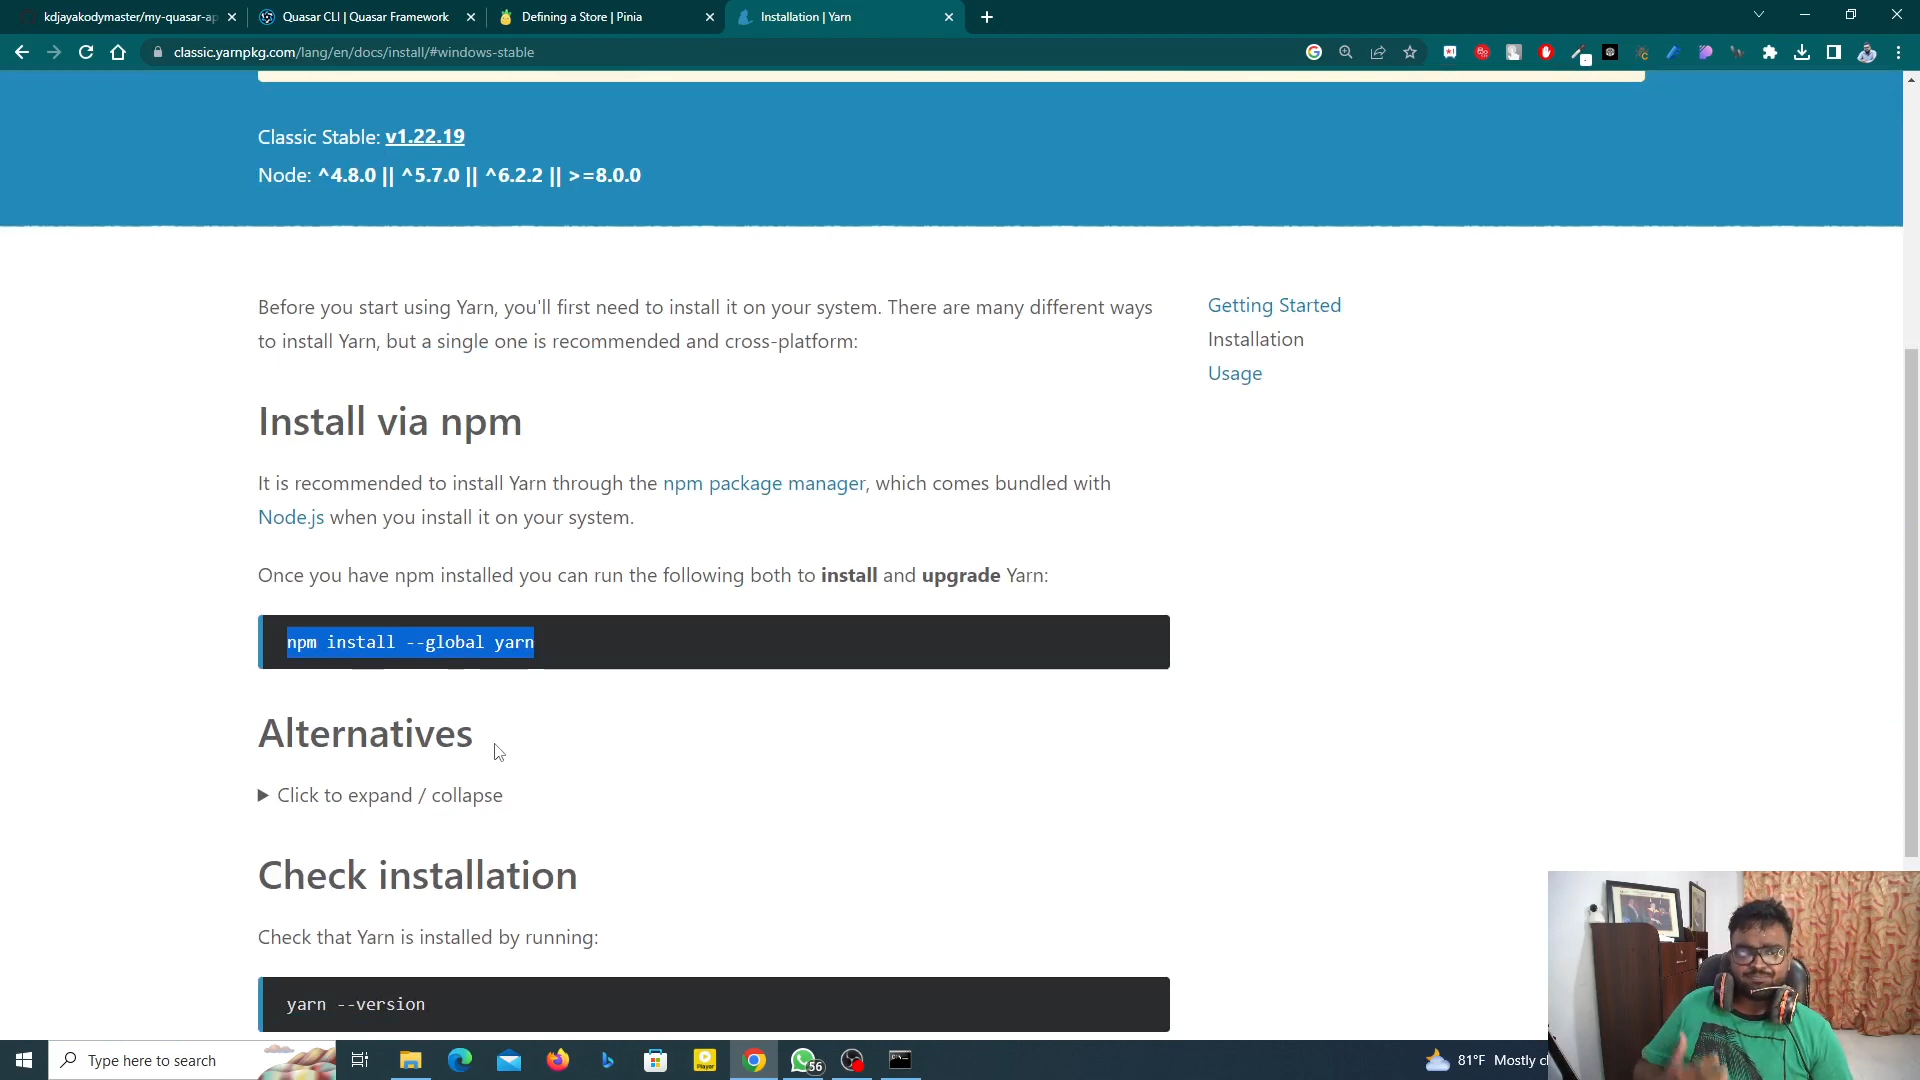 kdjayakodymaster/my-quasar-ap
Quasar CLI | Quasar Framework
Defining a Store | Pinia
Installation | Yarn
classic.yarnpkg.com/lang/en/docs/install/#windows-stable
Classic Stable: v1.22.19
Node: ^4.8.0 || ^5.7.0 || ^6.2.2 || >=8.0.0
Before you start using Yarn, you'll first need to install it on your system. There are many different ways
to install Yarn, but a single one is recommended and cross-platform:
Getting Started
Installation
Usage
Install via npm
It is recommended to install Yarn through the npm package manager, which comes bundled with
Node.js when you install it on your system.
Once you have npm installed you can run the following both to install and upgrade Yarn:
npm install --global yarn
Alternatives
Click to expand / collapse
Check installation
Check that Yarn is installed by running:
yarn --version
Type here to search
Player
56
81°F Mostly cl